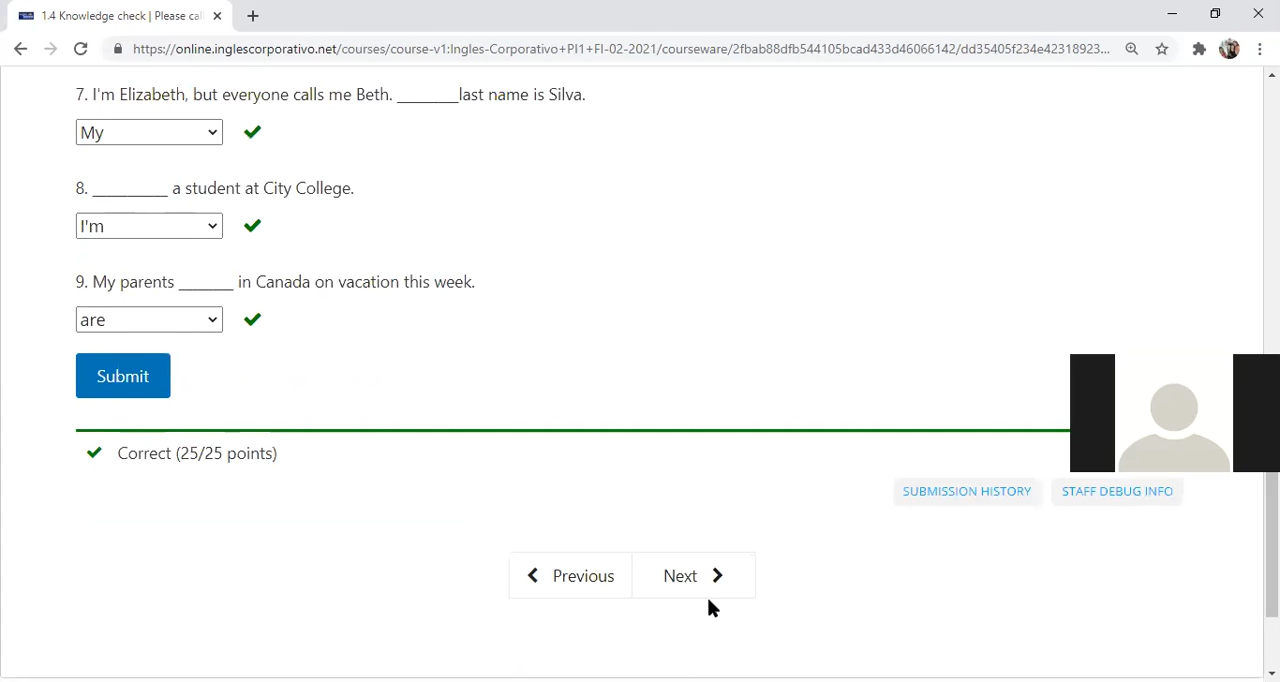 1.4 Knowledge check | Please cal
https://online.inglescorporativo.net/courses/course-v1:Ingles-Corporativo+PI1+FI-02-2021/courseware/2fbab88dfb544105bcad433d46066142/dd35405f234e42318923...
7. I'm Elizabeth, but everyone calls me Beth. _______last name is Silva.
My
8. _________ a student at City College.
I'm
9. My parents ______ in Canada on vacation this week.
are
Submit
Correct (25/25 points)
SUBMISSION HISTORY STAFF DEBUG INFO
Previous Next